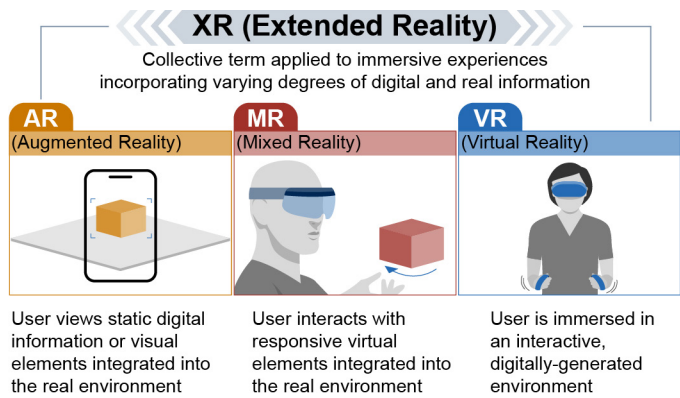 XR (Extended Reality)
Collective term applied to immersive experiences
incorporating varying degrees of digital and real information
AR
(Augmented Reality)
User views static digital
information or visual
elements integrated into
the real environment
MR
(Mixed Reality)
User interacts with
responsive virtual
elements integrated into
the real environment
VR
(Virtual Reality)
User is immersed in
an interactive,
digitally-generated
environment